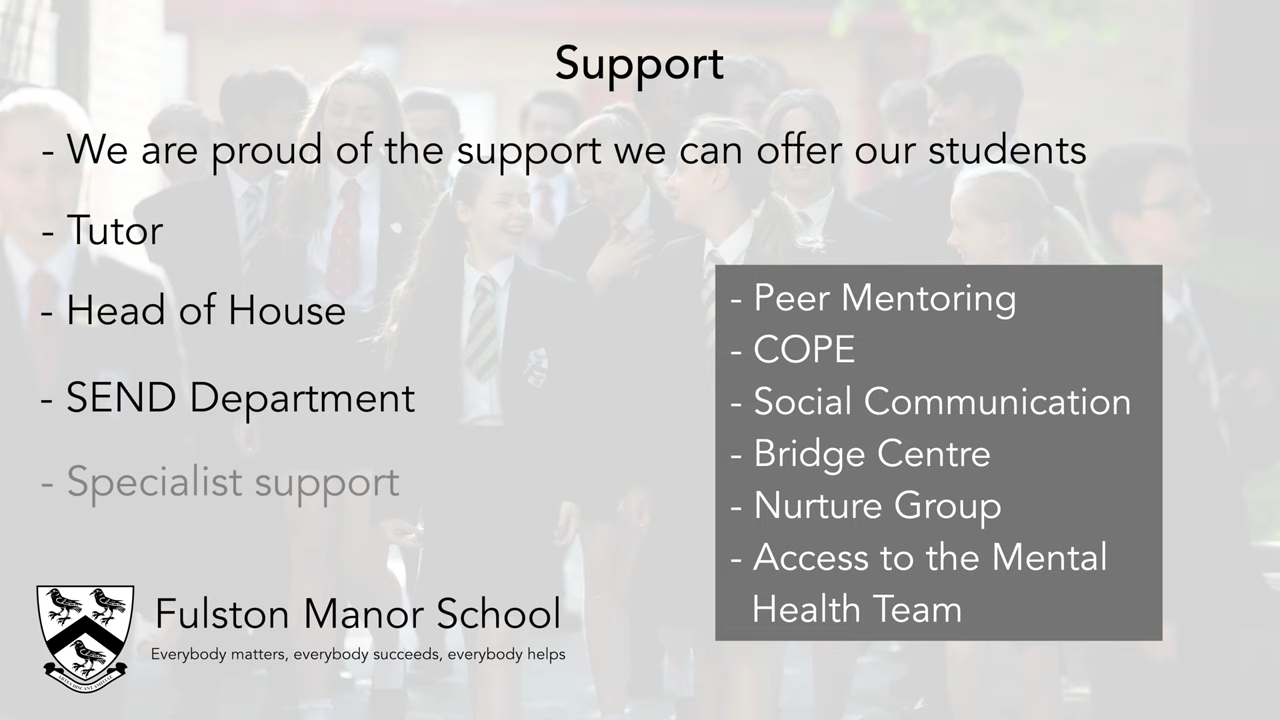 Support
- We are proud of the support we can offer our students
- Tutor
- Head of House
- SEND Department
- Specialist support
- Peer Mentoring
- COPE
- Social Communication
- Bridge Centre
- Nurture Group
- Access to the Mental
Health Team
Fulston Manor School
Everybody matters, everybody succeeds, everybody helps